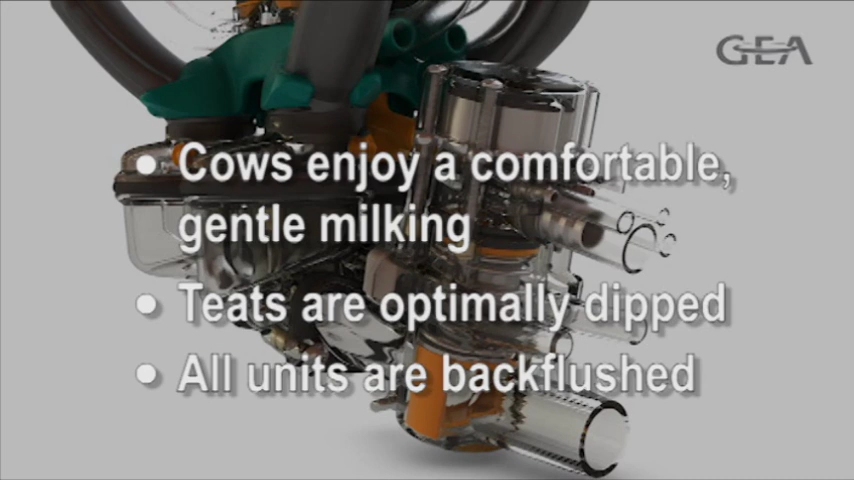 GEA
• Cows enjoy a comfortable,
gentle milking
• Teats are optimally dipped
• All units are backflushed